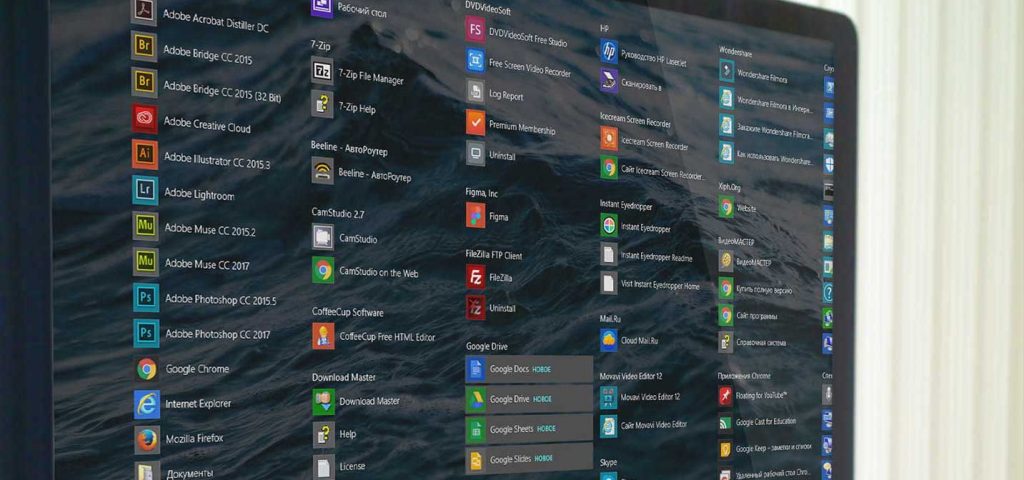 Adobe Acrobat Distiller DC
Adobe Bridge CC 2015
Adobe Bridge CC 2015 (32 Bit)
Adobe Creative Cloud
Adobe Illustrator CC 2015.3
Adobe Lightroom
Adobe Muse CC 2015.2
Adobe Muse CC 2017
Adobe Photoshop CC 2015.5
Adobe Photoshop CC 2017
Google Chrome
Internet Explorer
Mozilla Firefox
Документы
Рабочий стол
7-Zip
7-Zip File Manager
7-Zip Help
Beeline - АвтоРоутер
Beeline - АвтоРоутер
CamStudio 2.7
CamStudio
CamStudio on the Web
CoffeeCup Software
CoffeeCup Free HTML Editor
Download Master
Download Master
Help
License
DVDVideoSoft
DVDVideoSoft Free Studio
Free Screen Video Recorder
Log Report
Premium Membership
Uninstall
Figma, Inc
Figma
FileZilla FTP Client
FileZilla
Uninstall
Google Drive
Google Docs НОВОЕ
Google Drive НОВОЕ
Google Sheets НОВОЕ
Google Slides НОВОЕ
HP
Руководство HP LaserJet
Сканировать в
Icecream Screen Recorder
Icecream Screen Recorder
Сайт Icecream Screen Recorder...
Instant Eyedropper
Instant Eyedropper
Instant Eyedropper Readme
Visit Instant Eyedropper Home
Mail.Ru
Cloud Mail.Ru
Movavi Video Editor 12
Movavi Video Editor 12
Сайт Movavi Video Editor
Skype
Wondershare
Wondershare Filmora
Wondershare Filmora в Интерн...
Закажите Wondershare Filmora...
Как использовать Wondershare...
Xiph.Org
Website
ВидеоМАСТЕР
ВидеоМАСТЕР
Купить полную версию
Сайт программы
Справочная система
Приложения Chrome
Floating for YouTube™
Google Cast for Education
Google Keep – заметки и списки
Удаленный рабочий стол Chro...